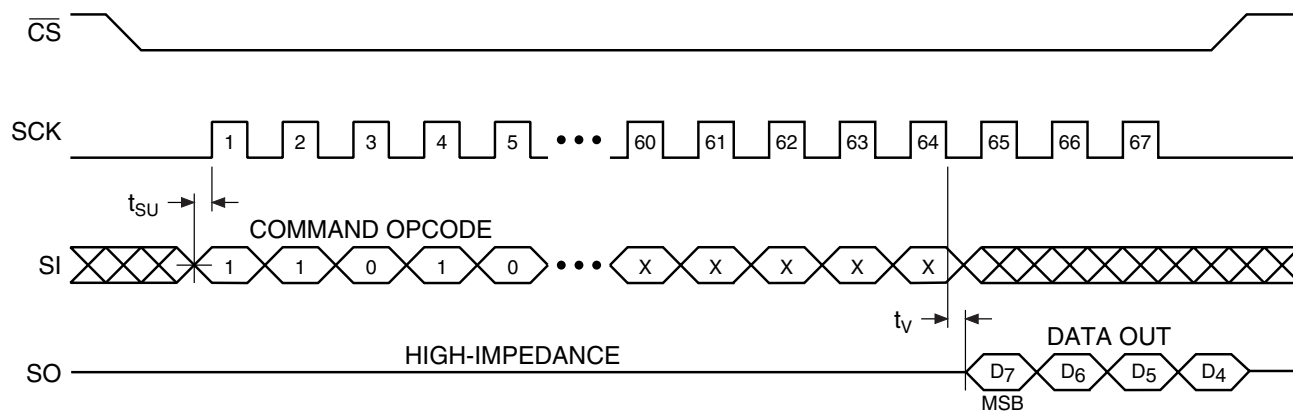 CS
SCK 1 2 3 4 5 • • • 60 61 62 63 64 65 66 67
tSU
COMMAND OPCODE
SI 1 1 0 1 0 • • • X X X X X
tV
HIGH-IMPEDANCE
DATA OUT
SO D7 D6 D5 D4
MSB